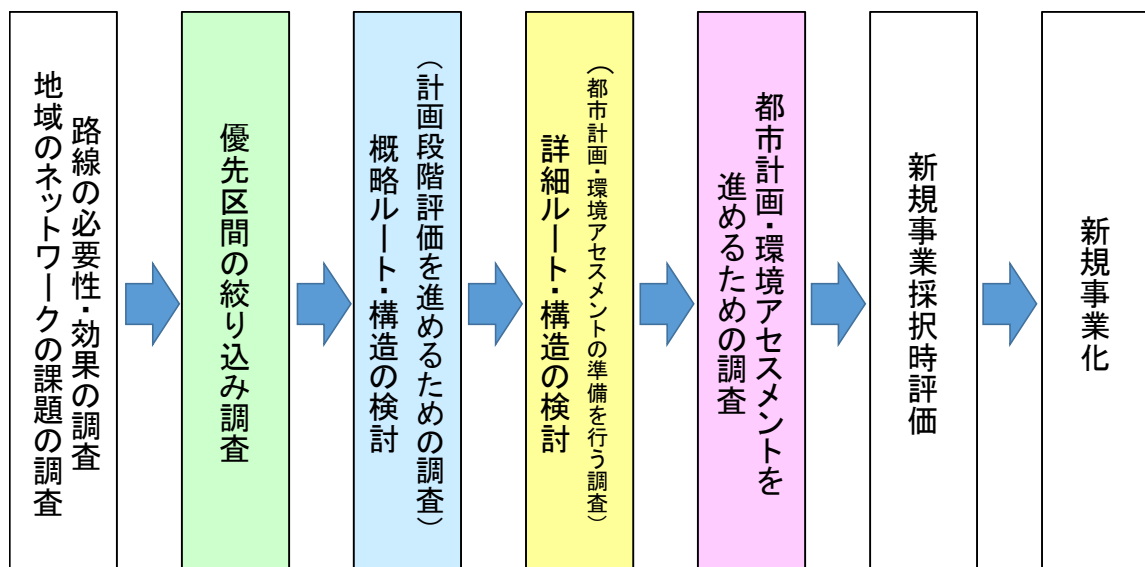 路線の必要性・効果の調査
地域のネットワークの課題の調査
優先区間の絞り込み調査
（計画段階評価を進めるための調査）
概略ルート・構造の検討
（都市計画・環境アセスメントの準備を行う調査）
詳細ルート・構造の検討
都市計画・環境アセスメントを
進めるための調査
新規事業採択時評価
新規事業化